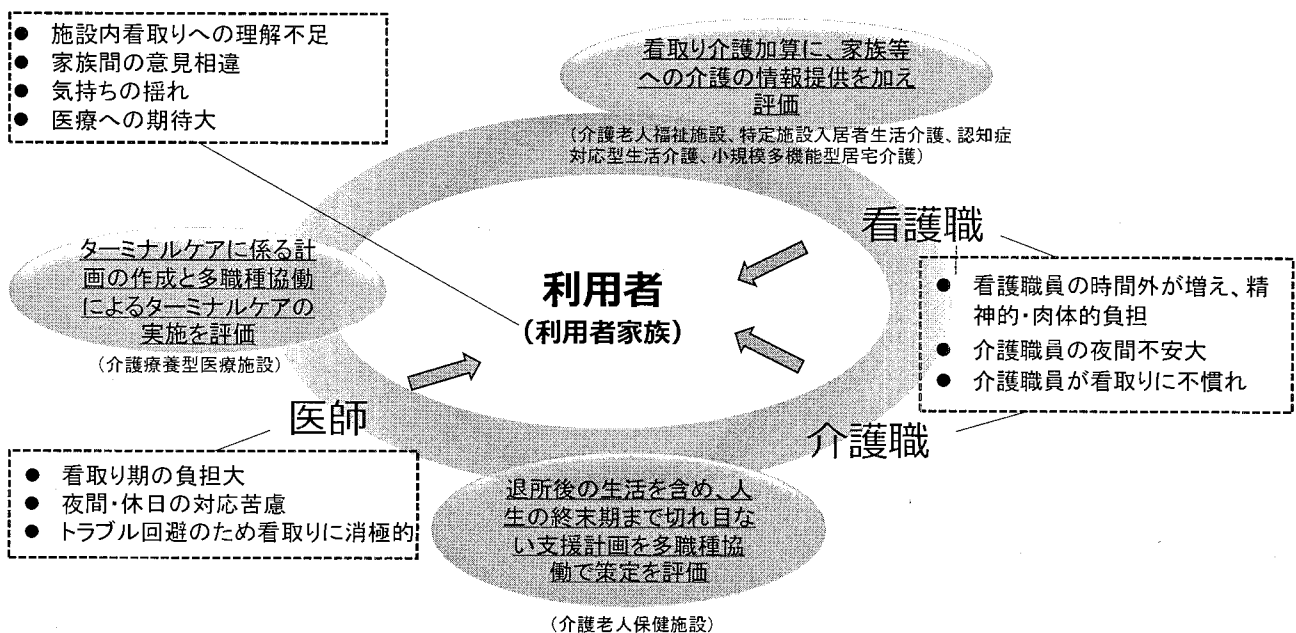 ● 施設内看取りへの理解不足
● 家族間の意見相違
● 気持ちの揺れ
● 医療への期待大
看取り介護加算に、家族等
への介護の情報提供を加え
評価
（介護老人福祉施設、特定施設入居者生活介護、認知症
対応型生活介護、小規模多機能型居宅介護）
ターミナルケアに係る計
画の作成と多職種協働
によるターミナルケアの
実施を評価
（介護療養型医療施設）
利用者
（利用者家族）
看護職
● 看護職員の時間外が増え、精
神的・肉体的負担
● 介護職員の夜間不安大
● 介護職員が看取りに不慣れ
医師
介護職
● 看取り期の負担大
● 夜間・休日の対応苦慮
● トラブル回避のため看取りに消極的
退所後の生活を含め、人
生の終末期まで切れ目な
い支援計画を多職種協
働で策定を評価
（介護老人保健施設）